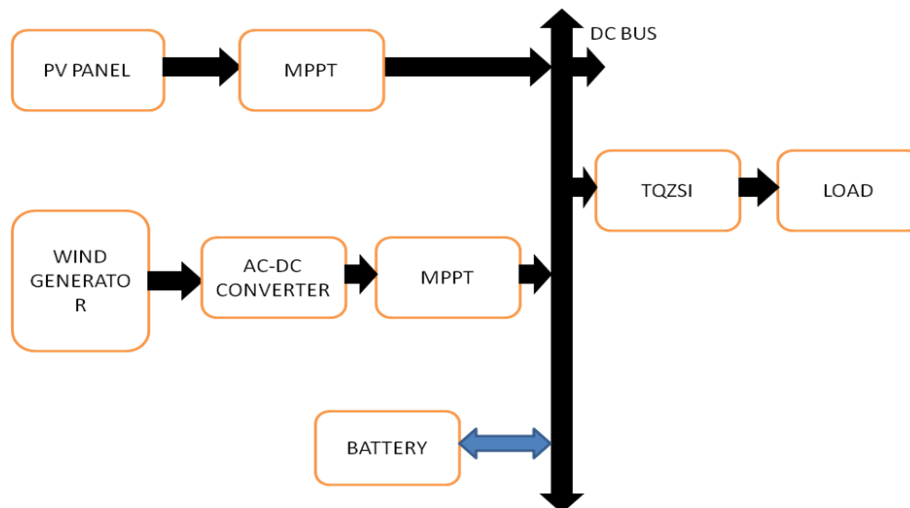 DC BUS
PV PANEL
MPPT
TQZSI
LOAD
WIND
GENERATO
R
AC-DC
CONVERTER
MPPT
BATTERY